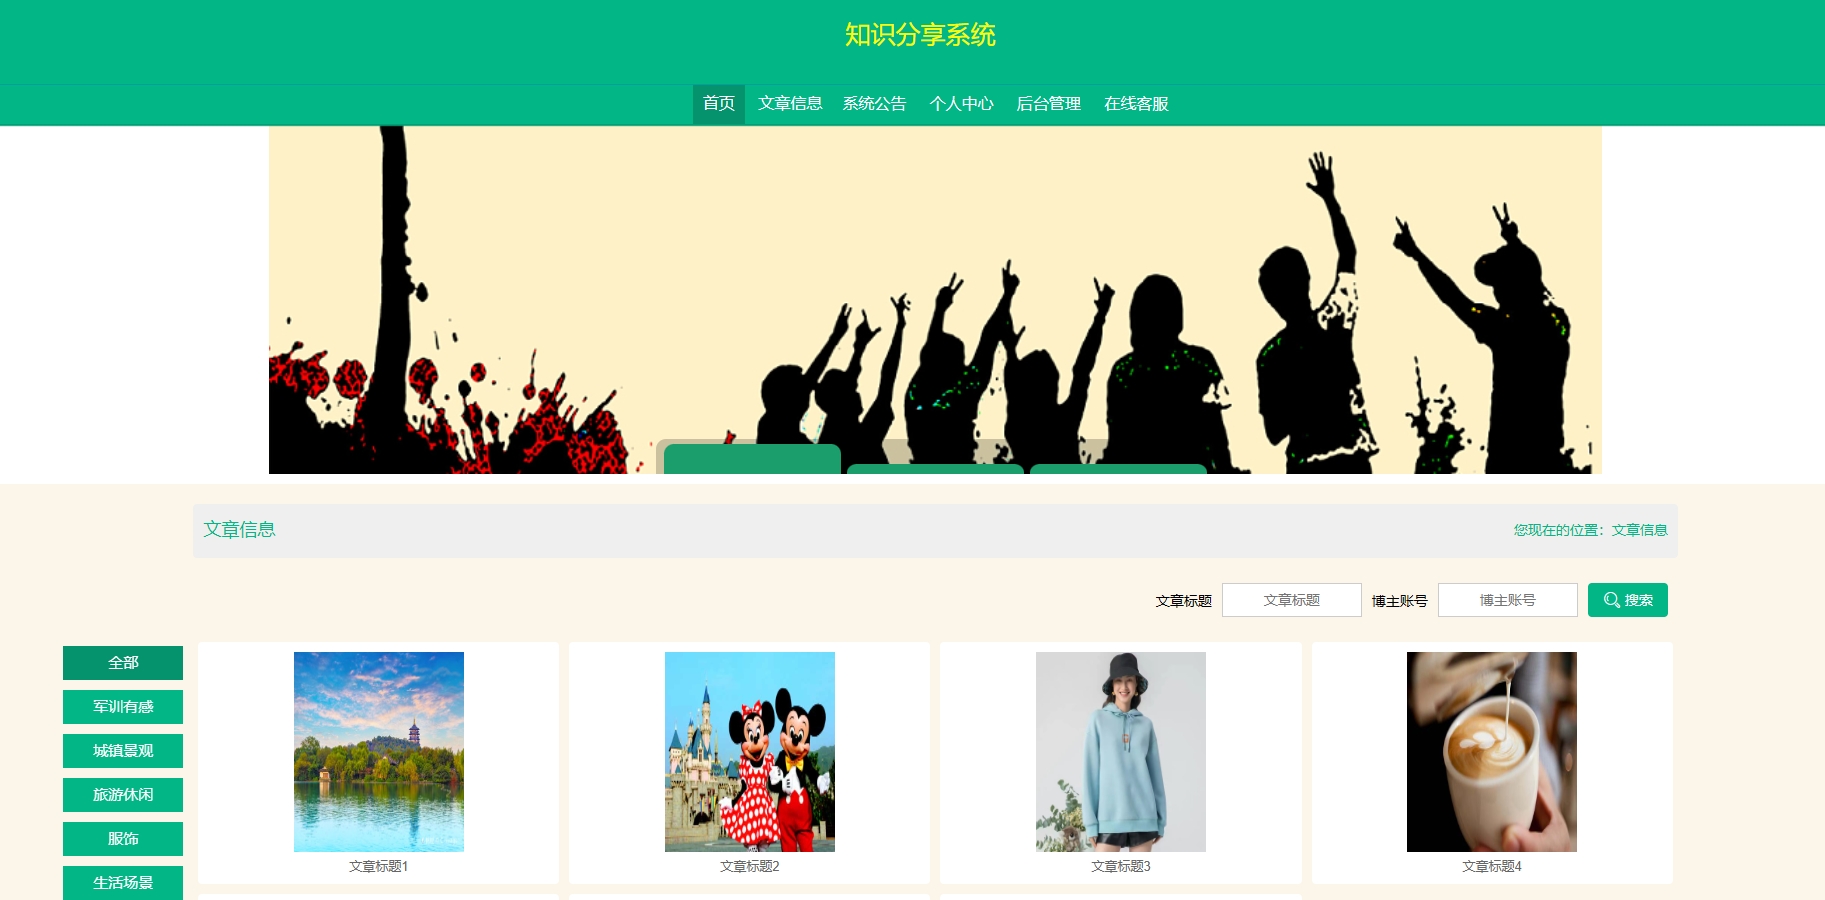 知识分享系统
首页 文章信息 系统公告 个人中心 后台管理 在线客服
文章信息
您现在的位置：文章信息
文章标题 文章标题 博主账号 博主账号 搜索
全部
军训有感
城镇景观
旅游休闲
服饰
生活场景
文章标题1
文章标题2
文章标题3
文章标题4